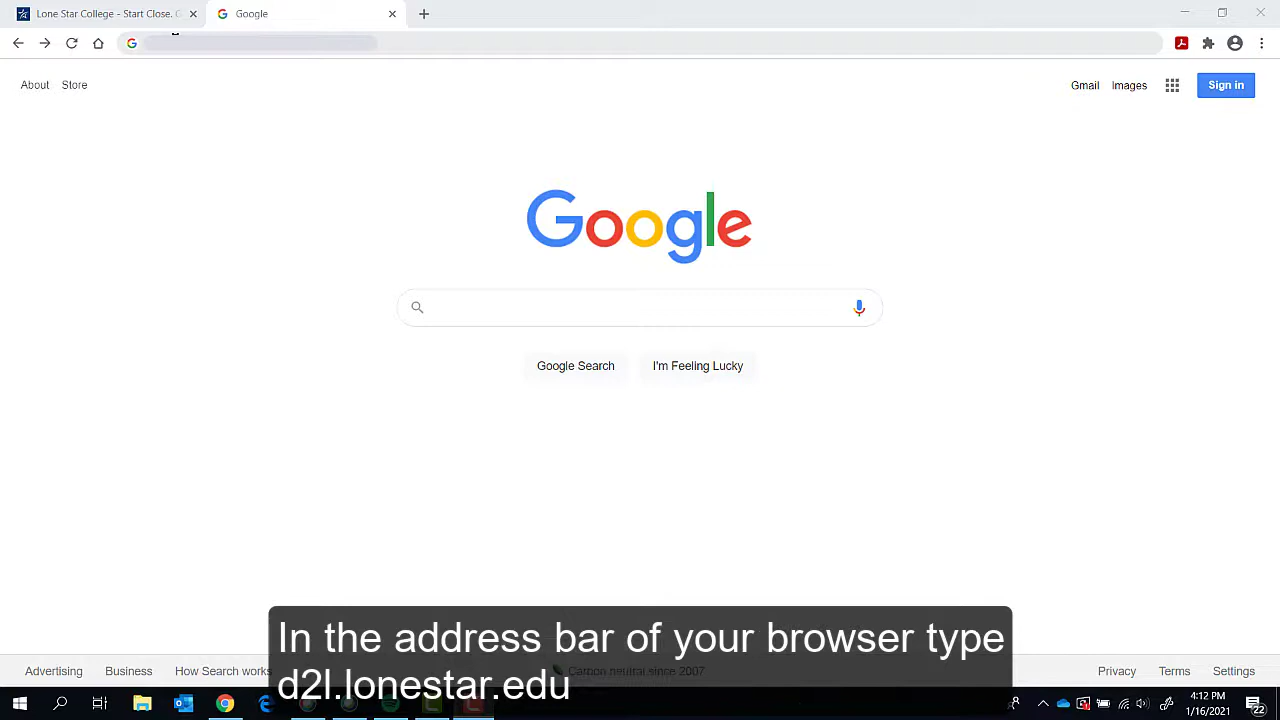 Lone Star College - Start Close. G
Google
About
Store
Gmail
Images
Sign in
Google
Google Search
I'm Feeling Lucky
In the address bar of your browser type
d2l.lonestar.edu
Advertising
Business
How Search works
Carbon neutral since 2007
Privacy
Terms
Settings
4:12 PM
1/16/2021
22